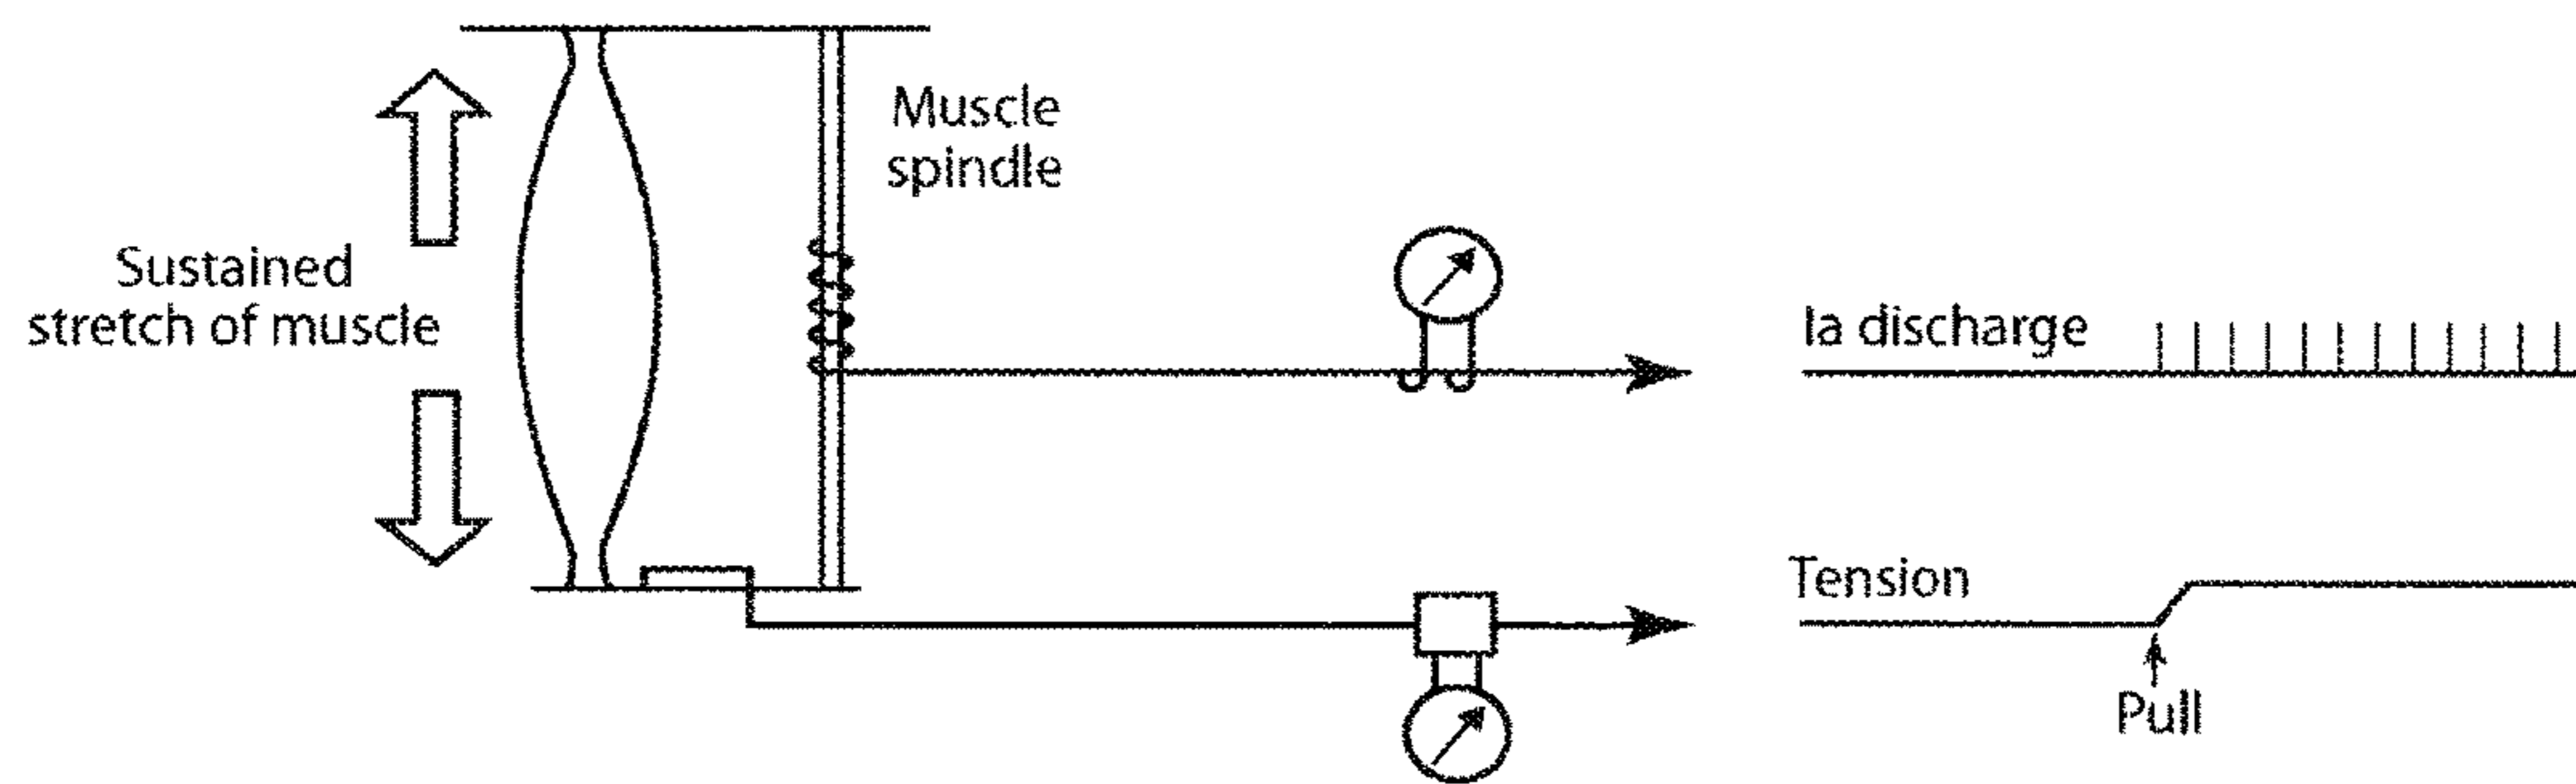 Muscle
spindle
Sustained
stretch of muscle
Ia discharge
Tension
Pull